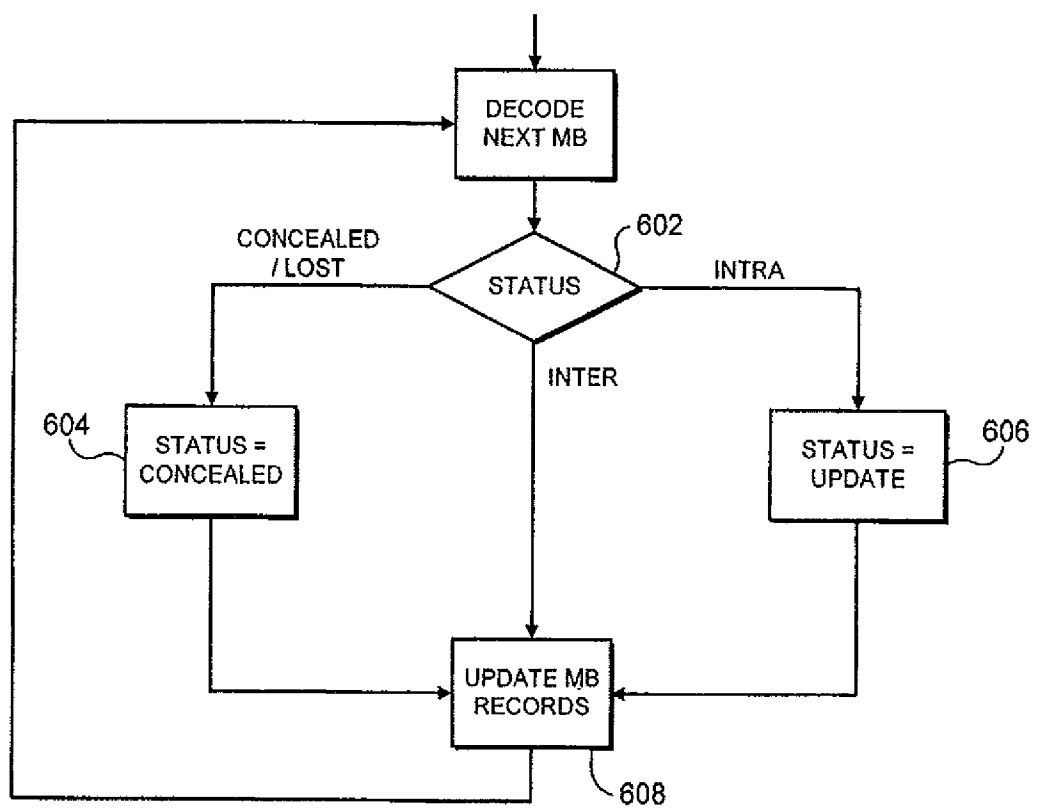 DECODE
NEXT MB
602
CONCEALED
/ LOST
STATUS
INTRA
INTER
604
STATUS =
CONCEALED
STATUS =
UPDATE
606
UPDATE MB
RECORDS
608